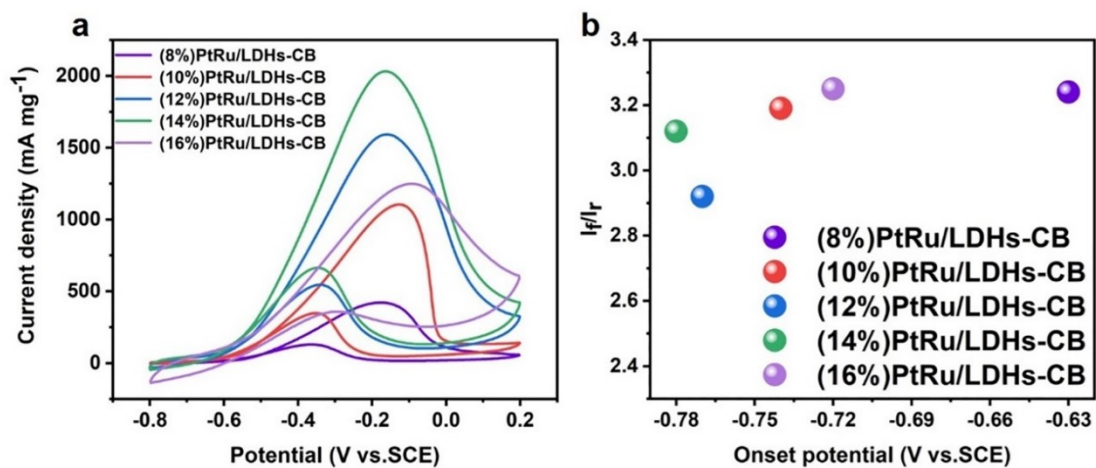 a
(8%)PtRu/LDHs-CB
(10%)PtRu/LDHs-CB
(12%)PtRu/LDHs-CB
(14%)PtRu/LDHs-CB
(16%)PtRu/LDHs-CB
Current density (mA mg⁻¹)
2000
1500
1000
500
0
-0.8
-0.6
-0.4
-0.2
0.0
0.2
Potential (V vs.SCE)
b
If/Ir
3.4
3.2
3.0
2.8
2.6
2.4
(8%)PtRu/LDHs-CB
(10%)PtRu/LDHs-CB
(12%)PtRu/LDHs-CB
(14%)PtRu/LDHs-CB
(16%)PtRu/LDHs-CB
-0.78
-0.75
-0.72
-0.69
-0.66
-0.63
Onset potential (V vs.SCE)